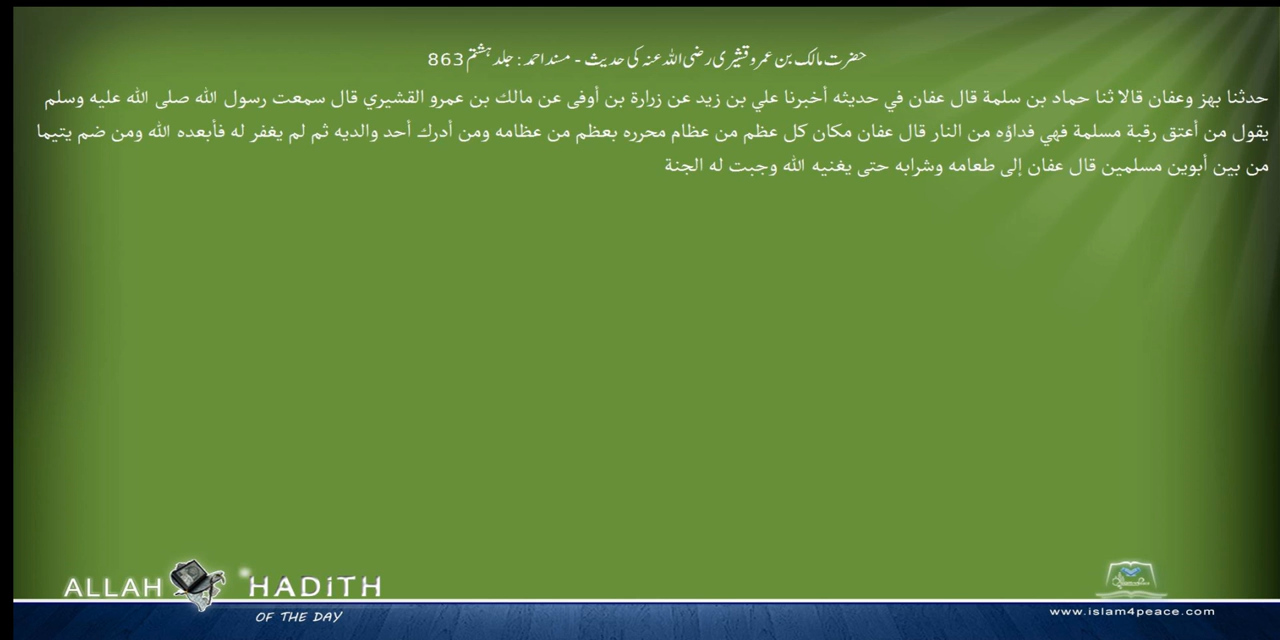 حضرت مالک بن عمرو قشیری رضی اللہ عنہ کی حدیث - مسند احمد : جلد ہشتم 863
حدثنا بهز وعفان قالا ثنا حماد بن سلمة قال عفان في حديثه أخبرنا علي بن زيد عن زرارة بن أوفى عن مالك بن عمرو القشيري قال سمعت رسول الله صلى الله عليه وسلم
يقول من أعتق رقبة مسلمة فهي فداؤه من النار قال عفان مكان كل عظم من عظام محرره بعظم من عظامه ومن أدرك أحد والديه ثم لم يغفر له فأبعده الله ومن ضم يتيما
من بين أبوين مسلمين قال عفان إلى طعامه وشرابه حتى يغنيه الله وجبت له الجنة
ALLAH HADITH
OF THE DAY
www.islam4peace.com